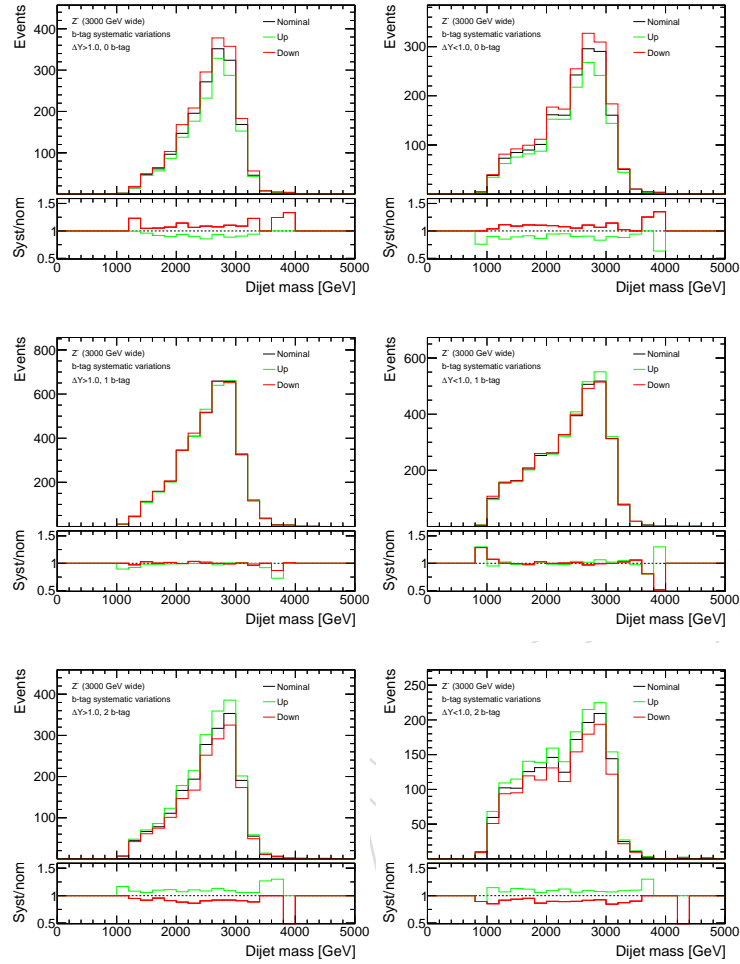 Events
400
300
200
100
Z´ (3000 GeV wide)
b-tag systematic variations
ΔY>1.0, 0 b-tag
Nominal
Up
Down
Syst/nom
1.5
1
0.5
0 1000 2000 3000 4000 5000
Dijet mass [GeV]
Events
300
200
100
Z´ (3000 GeV wide)
b-tag systematic variations
ΔY<1.0, 0 b-tag
Nominal
Up
Down
Syst/nom
1.5
1
0.5
0 1000 2000 3000 4000 5000
Dijet mass [GeV]
Events
800
600
400
200
Z´ (3000 GeV wide)
b-tag systematic variations
ΔY>1.0, 1 b-tag
Nominal
Up
Down
Syst/nom
1.5
1
0.5
0 1000 2000 3000 4000 5000
Dijet mass [GeV]
Events
600
400
200
Z´ (3000 GeV wide)
b-tag systematic variations
ΔY<1.0, 1 b-tag
Nominal
Up
Down
Syst/nom
1.5
1
0.5
0 1000 2000 3000 4000 5000
Dijet mass [GeV]
Events
400
300
200
100
Z´ (3000 GeV wide)
b-tag systematic variations
ΔY>1.0, 2 b-tag
Nominal
Up
Down
Syst/nom
1.5
1
0.5
0 1000 2000 3000 4000 5000
Dijet mass [GeV]
Events
250
200
150
100
50
Z´ (3000 GeV wide)
b-tag systematic variations
ΔY<1.0, 2 b-tag
Nominal
Up
Down
Syst/nom
1.5
1
0.5
0 1000 2000 3000 4000 5000
Dijet mass [GeV]